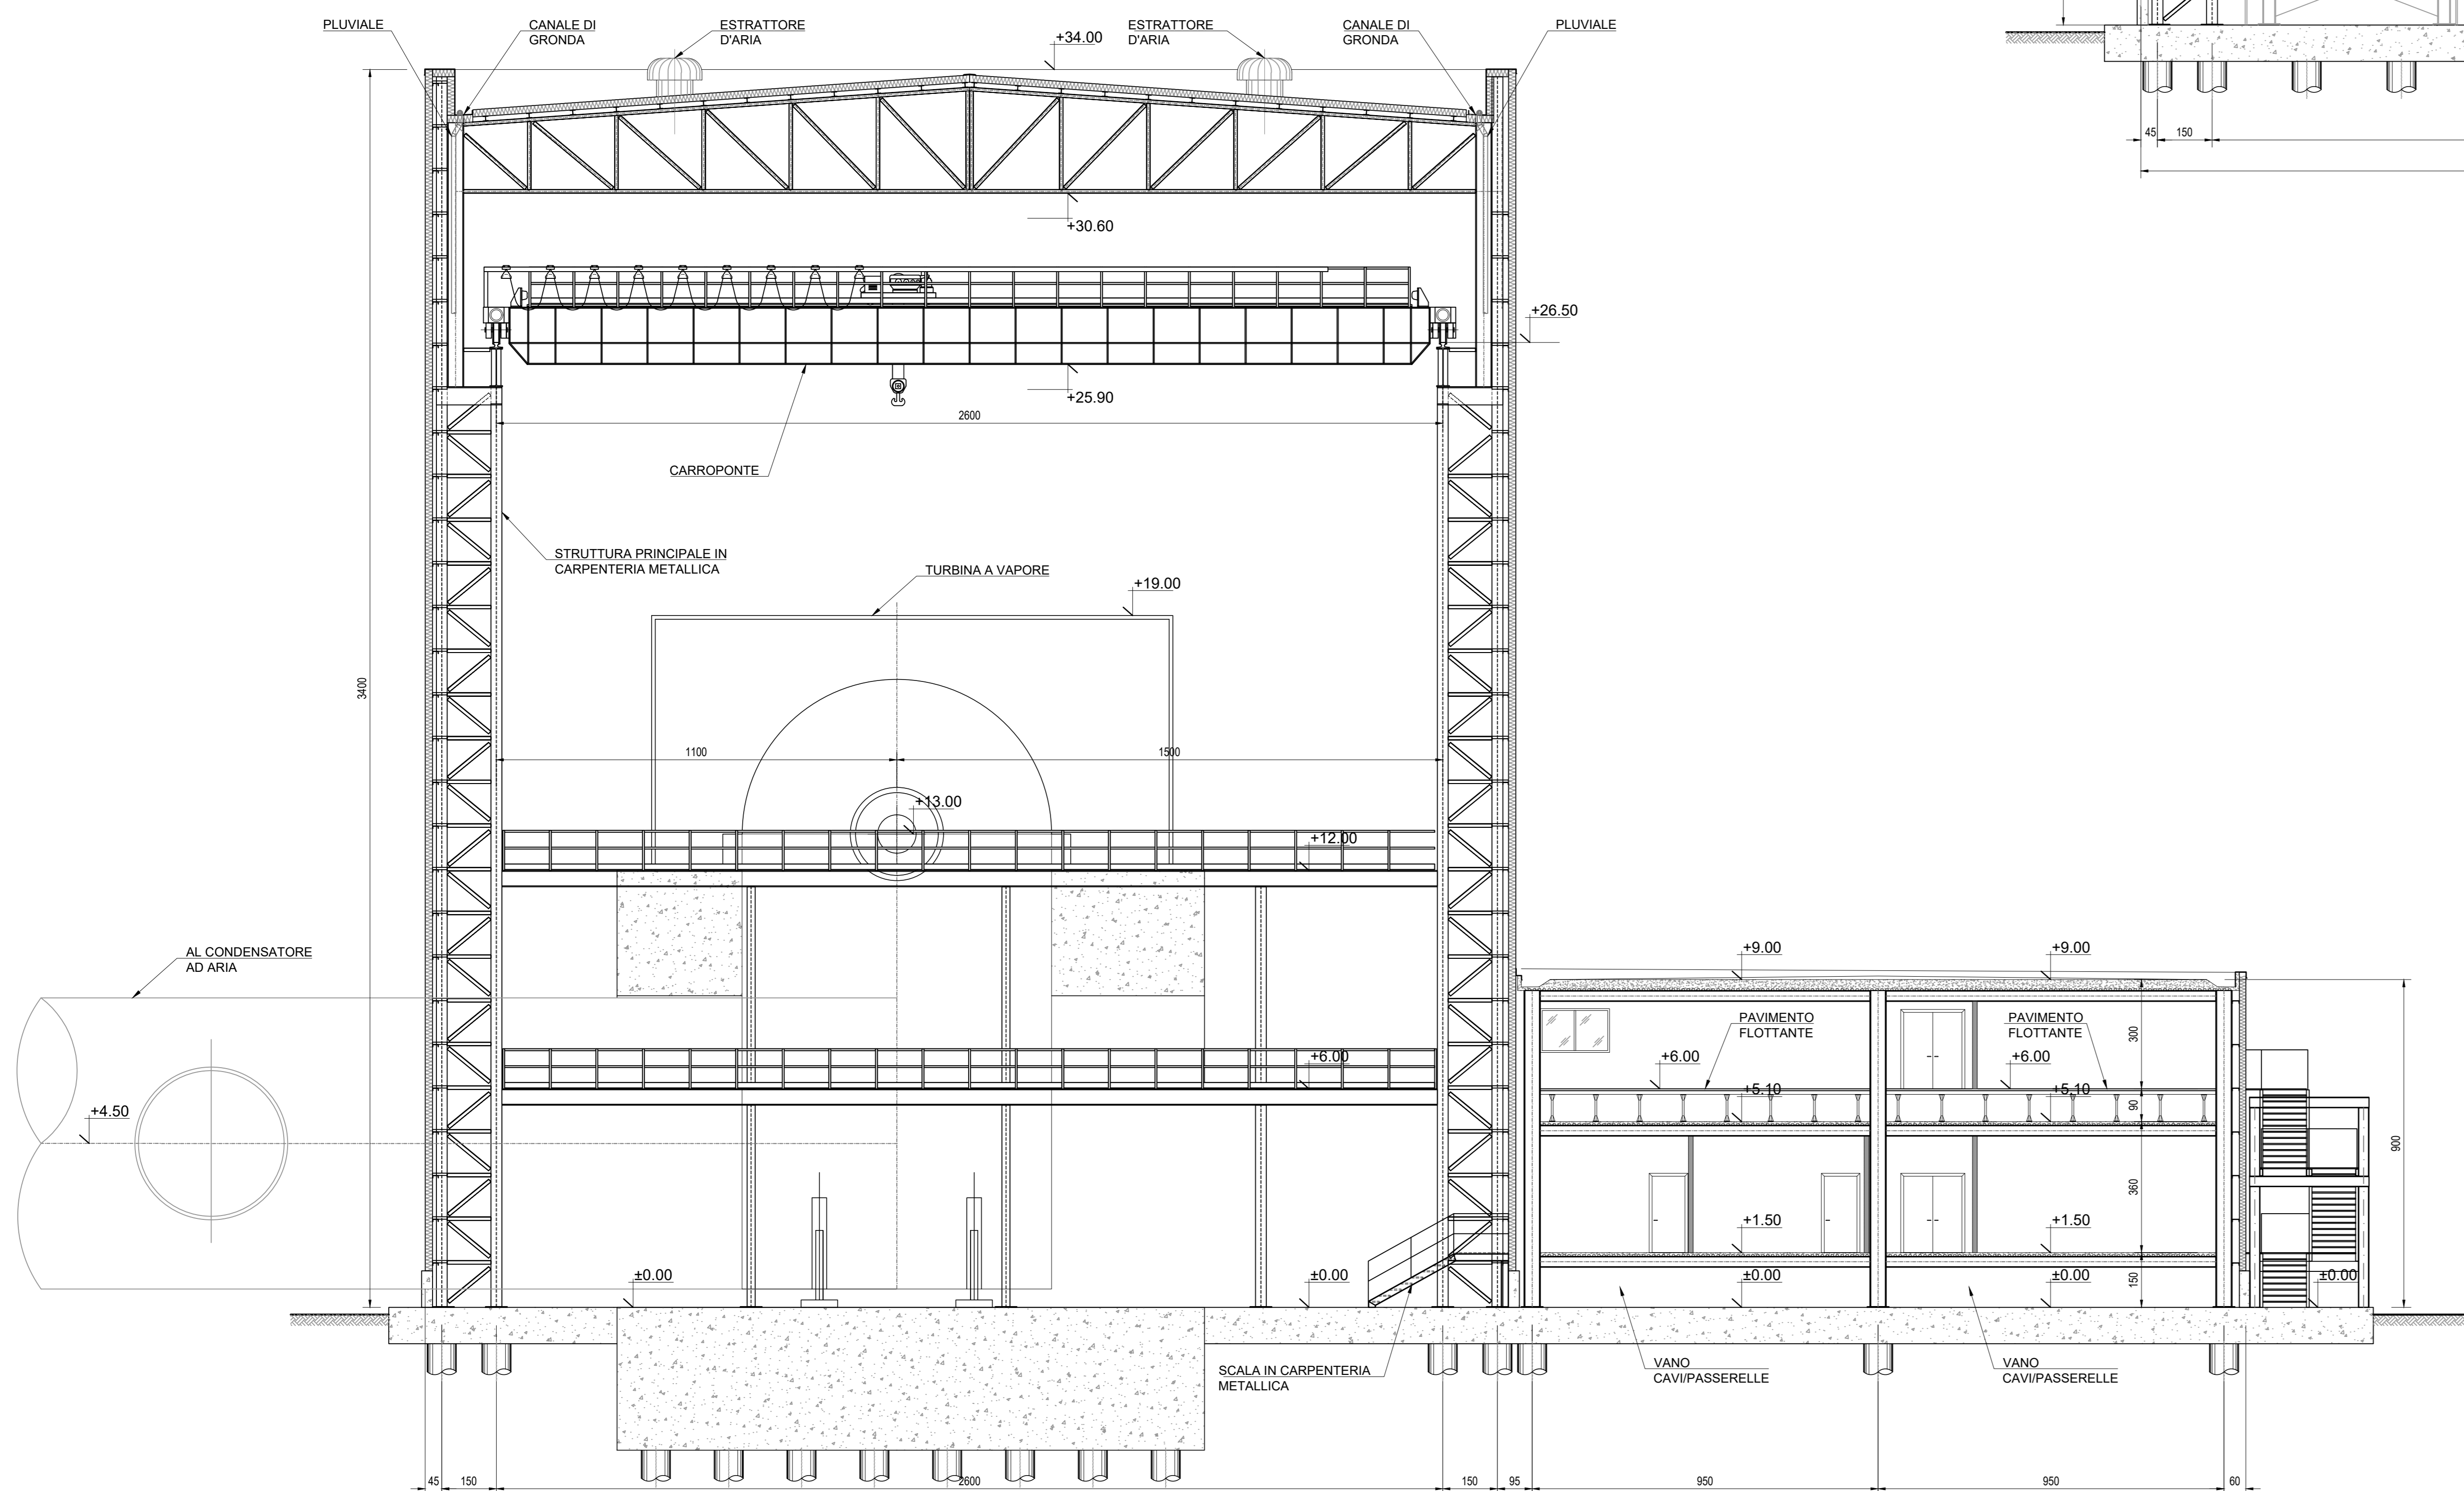 PLUVIALE
CANALE DI
GRONDA
ESTRATTORE
D'ARIA
+34.00
ESTRATTORE
D'ARIA
CANALE DI
GRONDA
PLUVIALE
45
150
+30.60
+26.50
+25.90
2600
CARROPONTE
STRUTTURA PRINCIPALE IN
CARPENTERIA METALLICA
TURBINA A VAPORE
+19.00
3400
1100
1500
+13.00
+12.00
AL CONDENSATORE
AD ARIA
+9.00
+9.00
PAVIMENTO
FLOTTANTE
PAVIMENTO
FLOTTANTE
300
+6.00
+6.00
+6.00
+5.10
+5.10
90
+4.50
900
360
+1.50
+1.50
±0.00
±0.00
±0.00
±0.00
150
±0.00
SCALA IN CARPENTERIA
METALLICA
VANO
CAVI/PASSERELLE
VANO
CAVI/PASSERELLE
45
150
2600
150
95
950
950
60